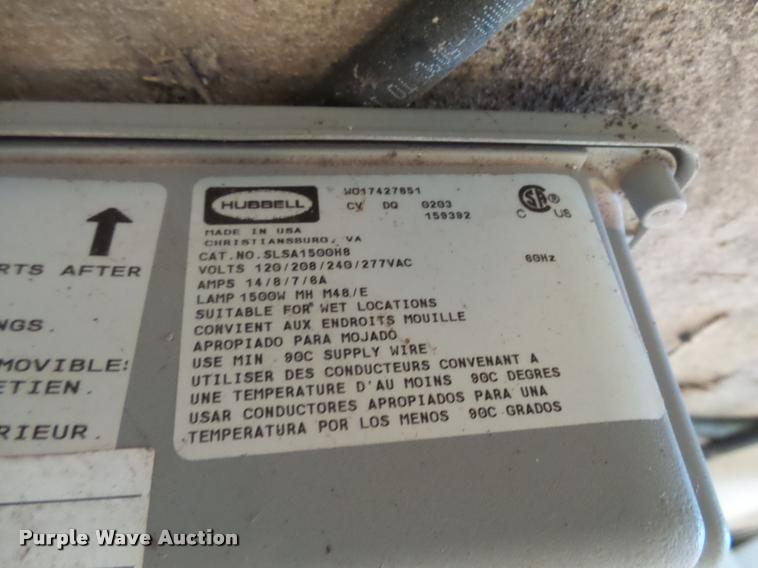 HUBBELL
WO17427851
CV DQ 0203
159392
C US
MADE IN USA
CHRISTIANSBURG, VA
CAT.NO.SLSA1500H8
VOLTS 120/208/240/277VAC 60Hz
AMPS 14/8/7/6A
LAMP 1500W MH M48/E
SUITABLE FOR WET LOCATIONS
CONVIENT AUX ENDROITS MOUILLE
APROPIADO PARA MOJADO
USE MIN 90C SUPPLY WIRE
UTILISER DES CONDUCTEURS CONVENANT A
UNE TEMPERATURE D'AU MOINS 90C DEGRES
USAR CONDUCTORES APROPIADOS PARA UNA
TEMPERATURA POR LOS MENOS 90C GRADOS
RTS AFTER
NGS.
MOVIBLE:
ETIEN.
RIEUR.
Purple Wave Auction